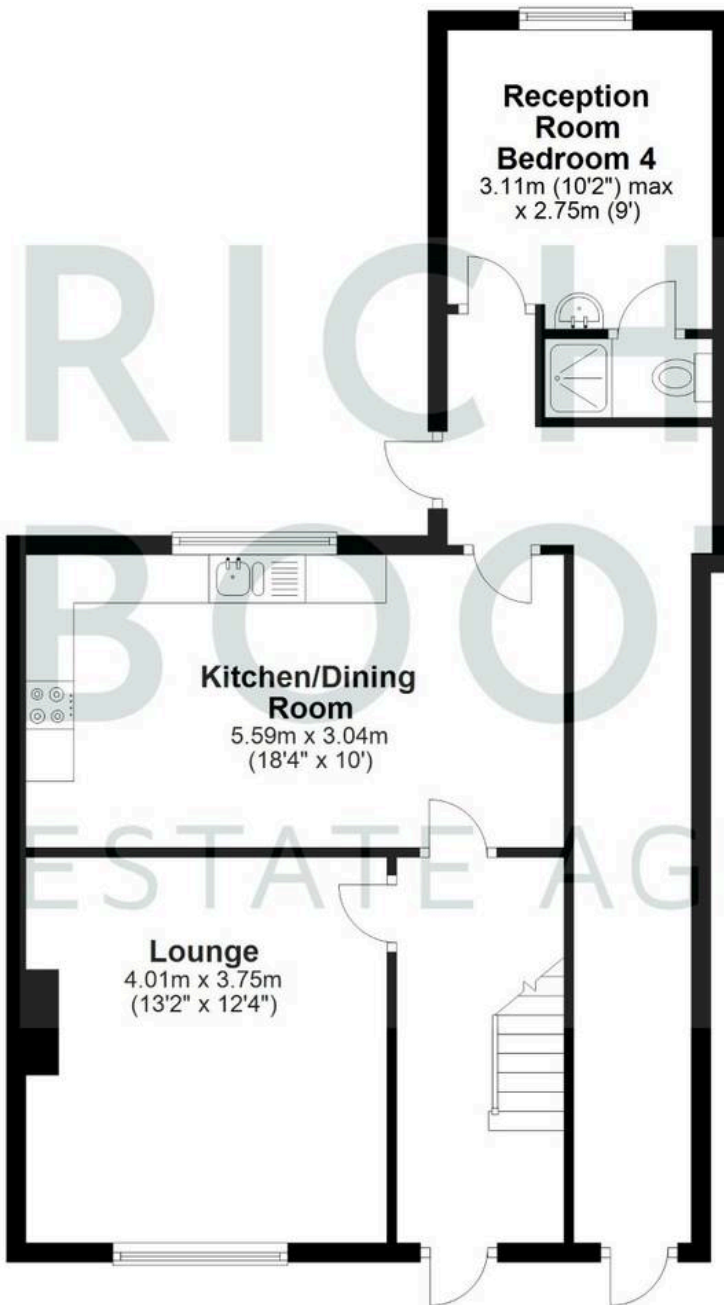 Reception
Room
Bedroom 4
3.11m (10'2") max
x 2.75m (9')
RICH
BOO
Kitchen/Dining
Room
5.59m x 3.04m
(18'4" x 10')
ESTATE AG
Lounge
4.01m x 3.75m
(13'2" x 12'4")